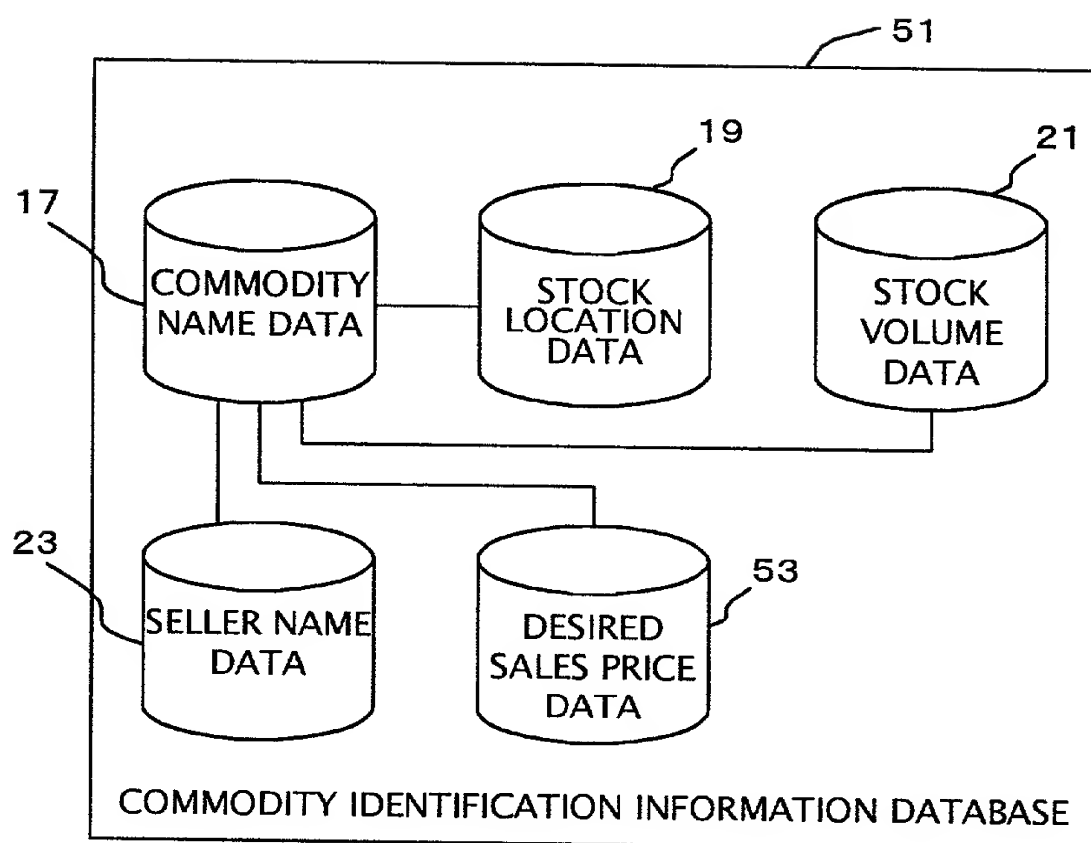 51
19
21
17
COMMODITY
NAME DATA
STOCK
LOCATION
DATA
STOCK
VOLUME
DATA
23
53
SELLER NAME
DATA
DESIRED
SALES PRICE
DATA
COMMODITY IDENTIFICATION INFORMATION DATABASE